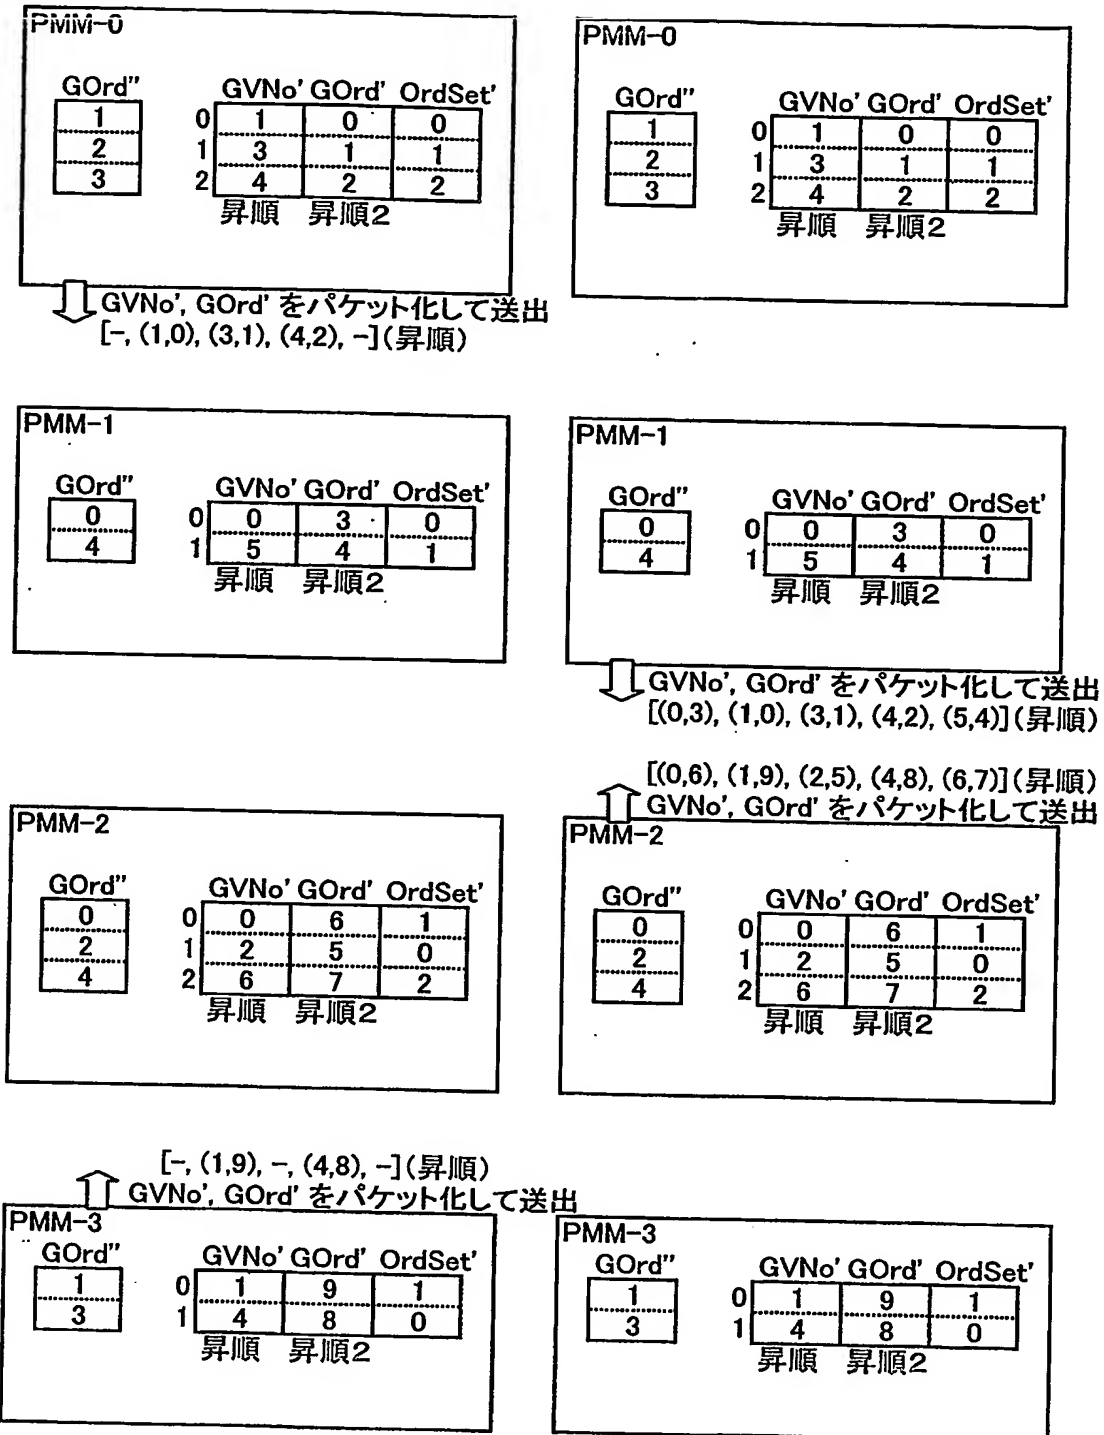 PMM-0
GOrd" GVNo' GOrd' OrdSet'
1 0 1 0 0
2 1 3 1 1
3 2 4 2 2
昇順 昇順2
GVNo', GOrd' をパケット化して送出
[-, (1,0), (3,1), (4,2), -](昇順)
PMM-0
GOrd" GVNo' GOrd' OrdSet'
1 0 1 0 0
2 1 3 1 1
3 2 4 2 2
昇順 昇順2
PMM-1
GOrd" GVNo' GOrd' OrdSet'
0 0 0 3 0
4 1 5 4 1
昇順 昇順2
PMM-1
GOrd" GVNo' GOrd' OrdSet'
0 0 0 3 0
4 1 5 4 1
昇順 昇順2
GVNo', GOrd' をパケット化して送出
[(0,3), (1,0), (3,1), (4,2), (5,4)](昇順)
PMM-2
GOrd" GVNo' GOrd' OrdSet'
0 0 0 6 1
2 1 2 5 0
4 2 6 7 2
昇順 昇順2
[(0,6), (1,9), (2,5), (4,8), (6,7)](昇順)
GVNo', GOrd' をパケット化して送出
PMM-2
GOrd" GVNo' GOrd' OrdSet'
0 0 0 6 1
2 1 2 5 0
4 2 6 7 2
昇順 昇順2
[-, (1,9), -, (4,8), -](昇順)
GVNo', GOrd' をパケット化して送出
PMM-3
GOrd" GVNo' GOrd' OrdSet'
1 0 1 9 1
3 1 4 8 0
昇順 昇順2
PMM-3
GOrd" GVNo' GOrd' OrdSet'
1 0 1 9 1
3 1 4 8 0
昇順 昇順2